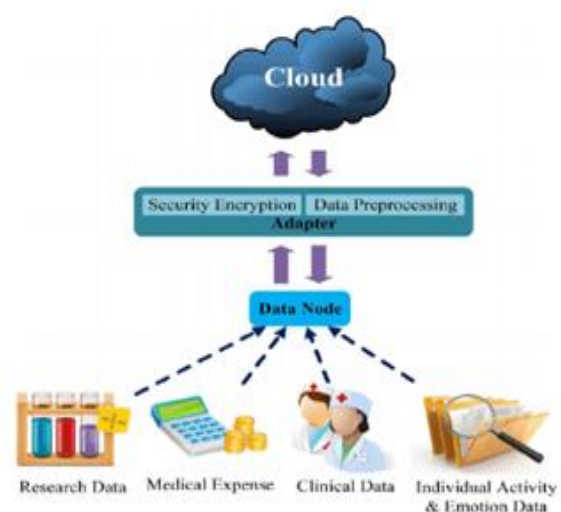 Cloud
Security Encryption Data Preprocessing
Adapter
Data Node
Research Data Medical Expense Clinical Data Individual Activity
& Emotion Data